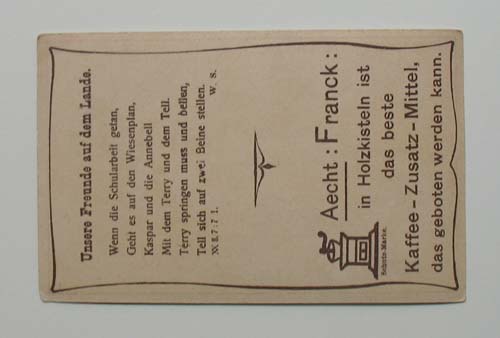 Unsere Freunde auf dem Lande.
Wenn die Schularbeit getan,
Geht es auf den Wiesenplan,
Kaspar und die Annebell
Mit dem Terry und dem Tell.
Terry springen muss und bellen,
Tell sich auf zwei Beine stellen.
XX 8, 7 : 7 1. W. S.
Aecht : Franck :
in Holzkisteln ist
das beste
Kaffee - Zusatz - Mittel,
das geboten werden kann.
Schutz-Marke.